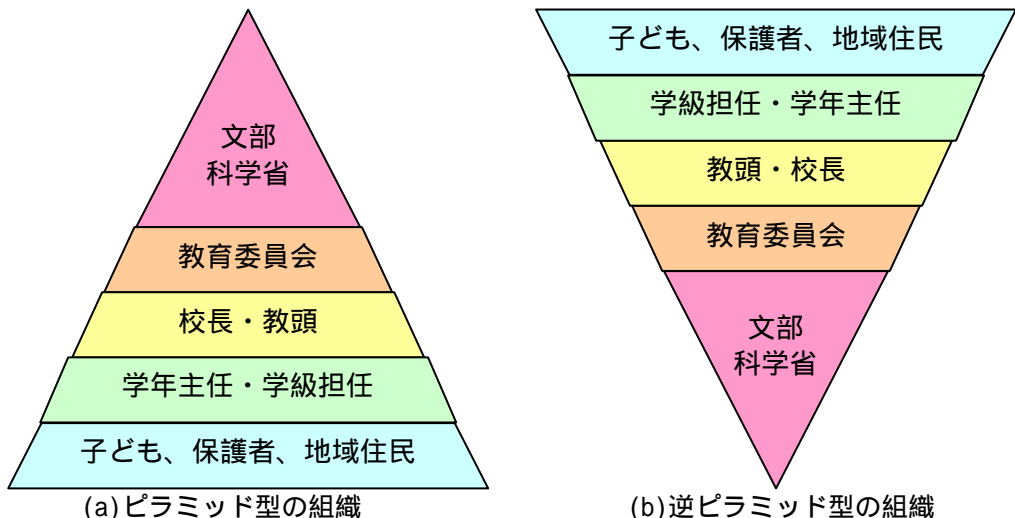 文部
科学省
教育委員会
校長・教頭
学年主任・学級担任
子ども、保護者、地域住民
(a)ピラミッド型の組織
子ども、保護者、地域住民
学級担任・学年主任
教頭・校長
教育委員会
文部
科学省
(b)逆ピラミッド型の組織